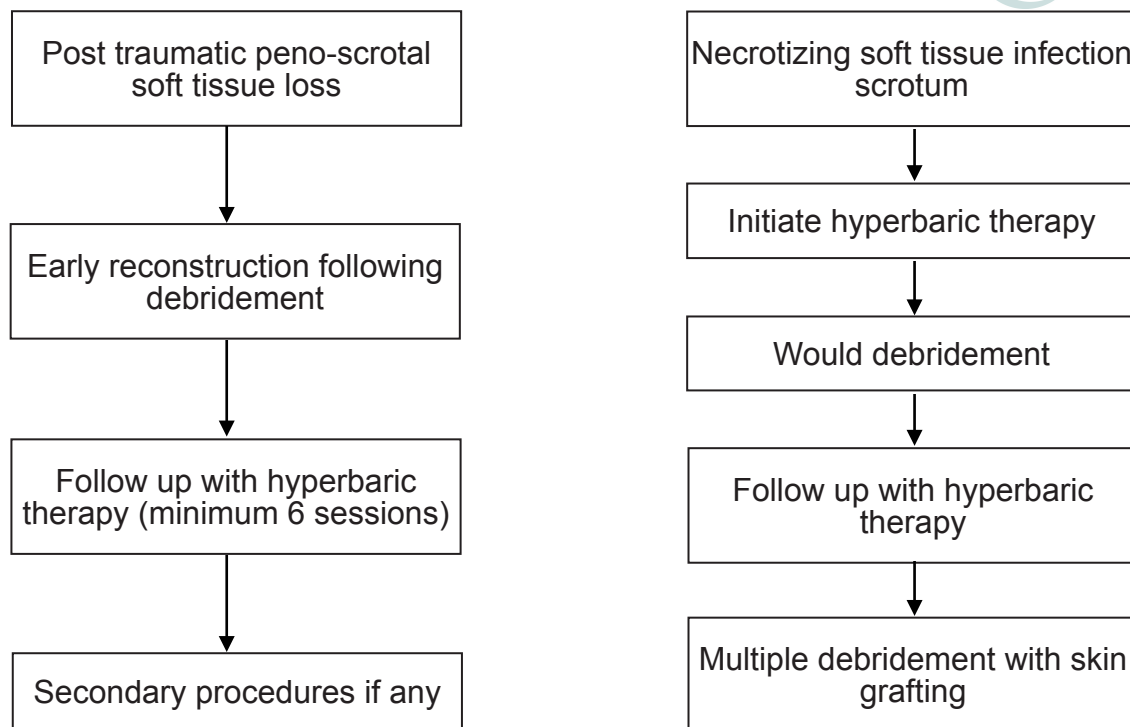 Post traumatic peno-scrotal
soft tissue loss
Early reconstruction following
debridement
Follow up with hyperbaric
therapy (minimum 6 sessions)
Secondary procedures if any
Necrotizing soft tissue infection
scrotum
Initiate hyperbaric therapy
Would debridement
Follow up with hyperbaric
therapy
Multiple debridement with skin
grafting